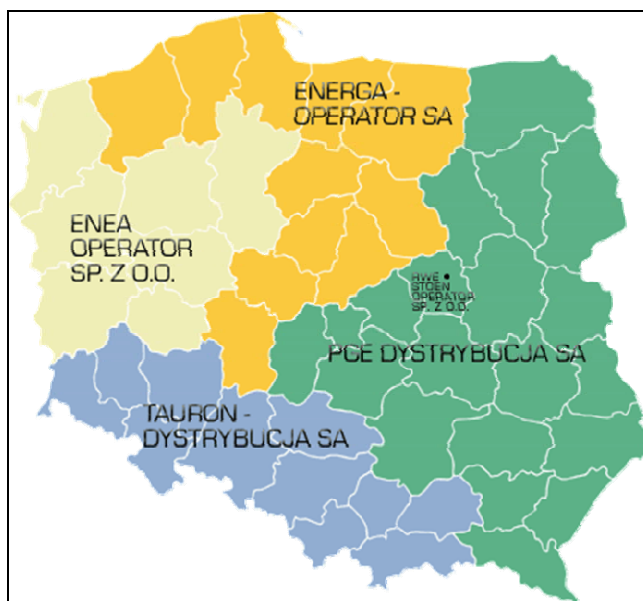 ENERGA -
OPERATOR SA
ENEA
OPERATOR
SP. Z O.O.
RWE
STOEN
OPERATOR
SP. Z O.O.
PGE DYSTRYBUCJA SA
TAURON -
DYSTRYBUCJA SA